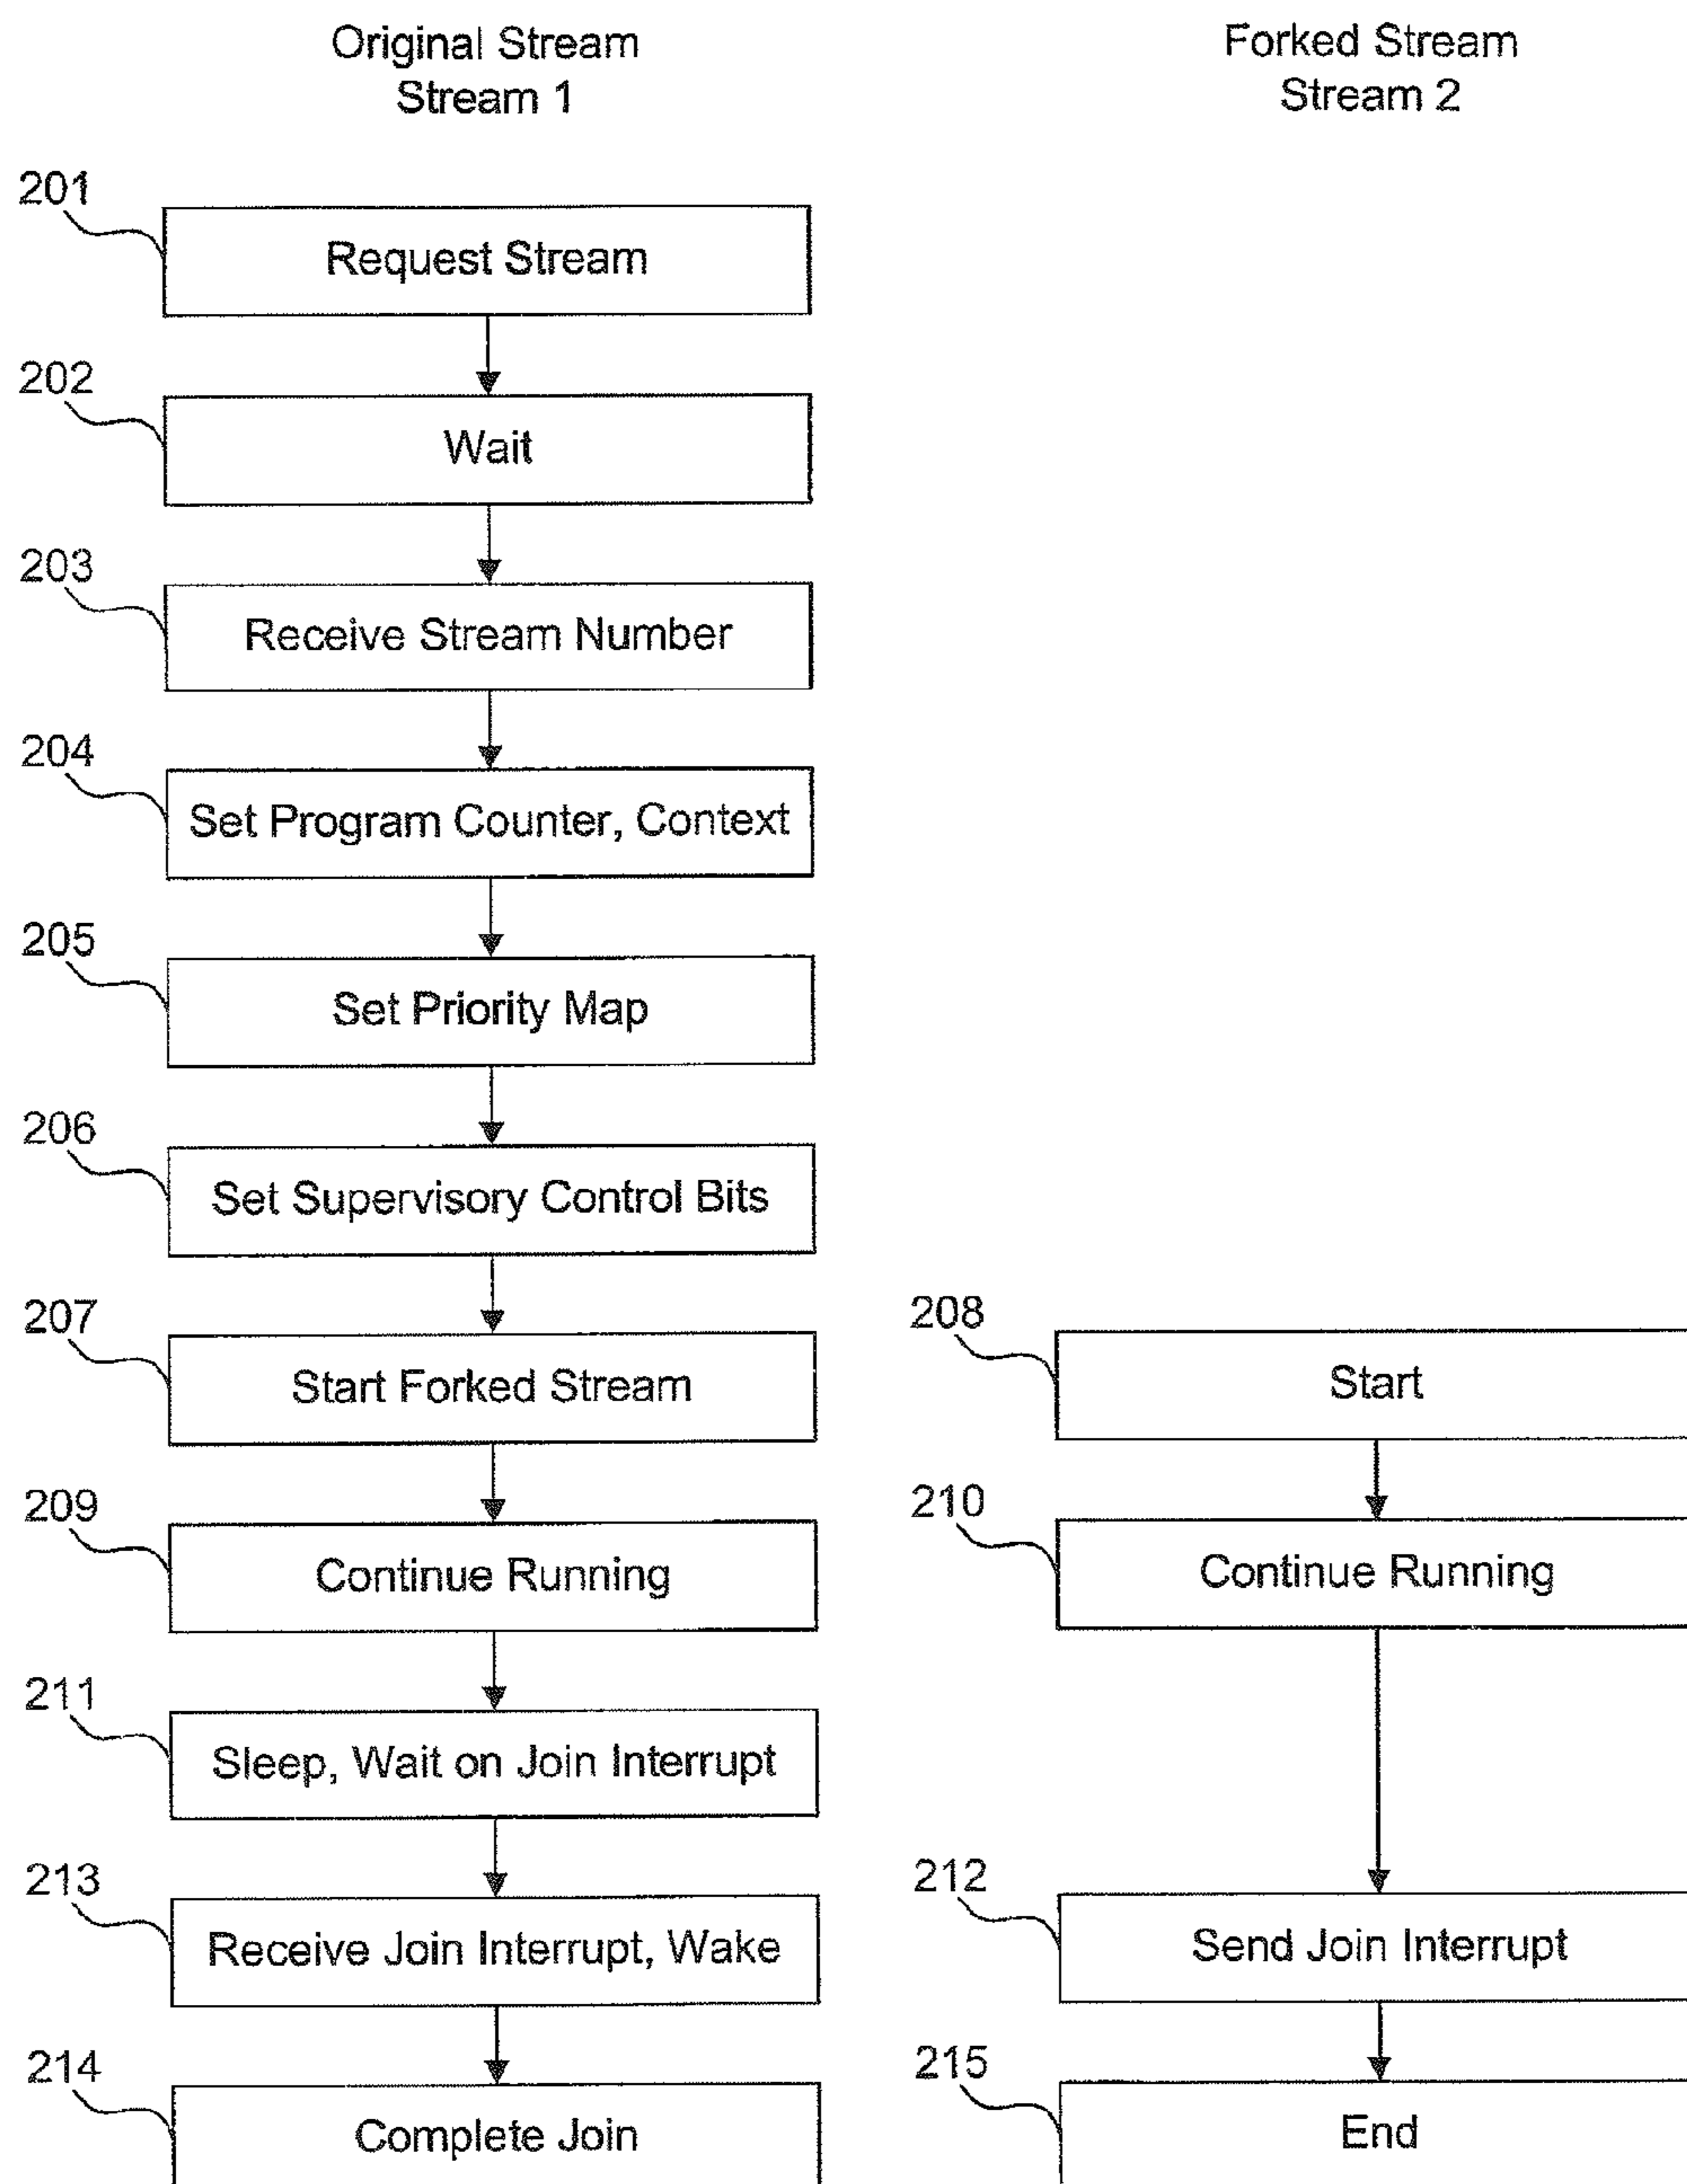 Original Stream
Stream 1
Forked Stream
Stream 2
201
Request Stream
202
Wait
203
Receive Stream Number
204
Set Program Counter, Context
205
Set Priority Map
206
Set Supervisory Control Bits
207
Start Forked Stream
208
Start
209
Continue Running
210
Continue Running
211
Sleep, Wait on Join Interrupt
213
Receive Join Interrupt, Wake
212
Send Join Interrupt
214
Complete Join
215
End